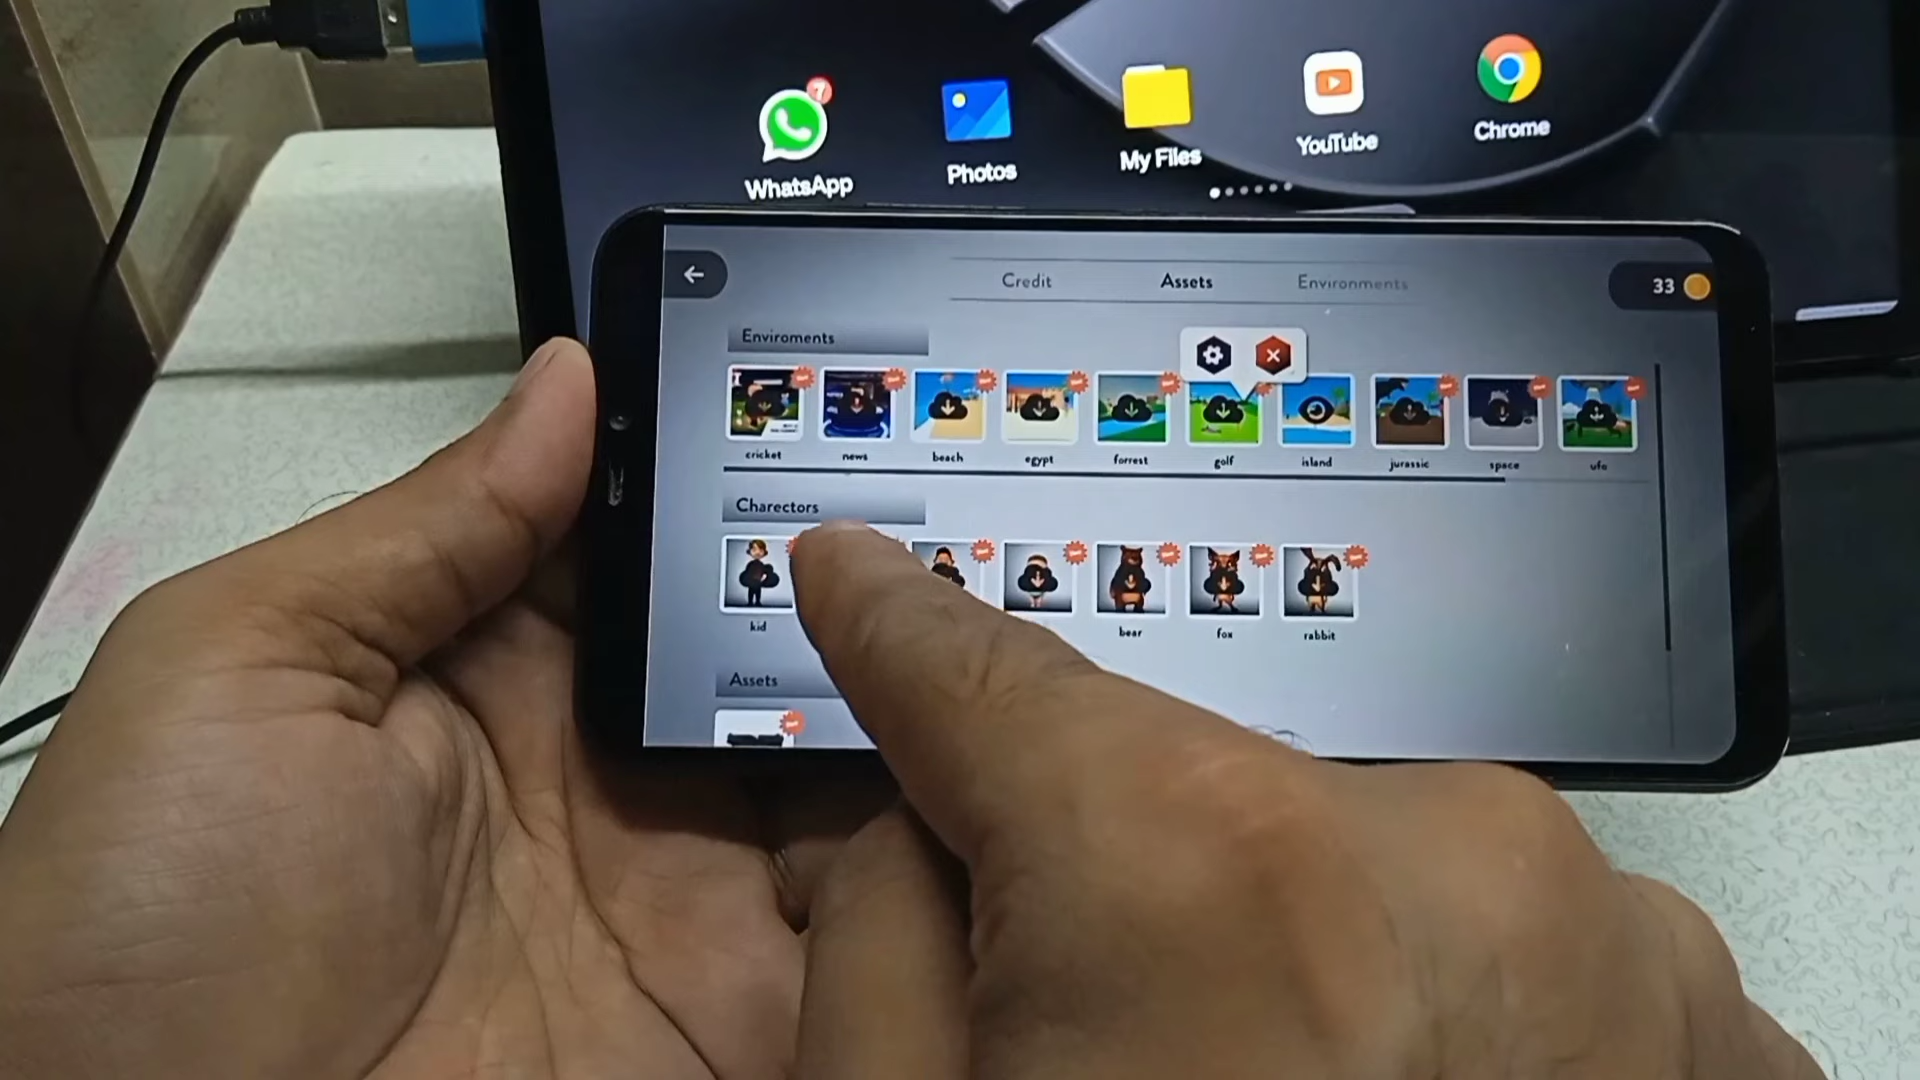 7
WhatsApp
Photos
My Files
YouTube
Chrome
Credit
Assets
Environments
33
Enviroments
cricket
news
beach
egypt
forrest
golf
island
jurassic
space
ufo
Charectors
kid
bear
fox
rabbit
Assets